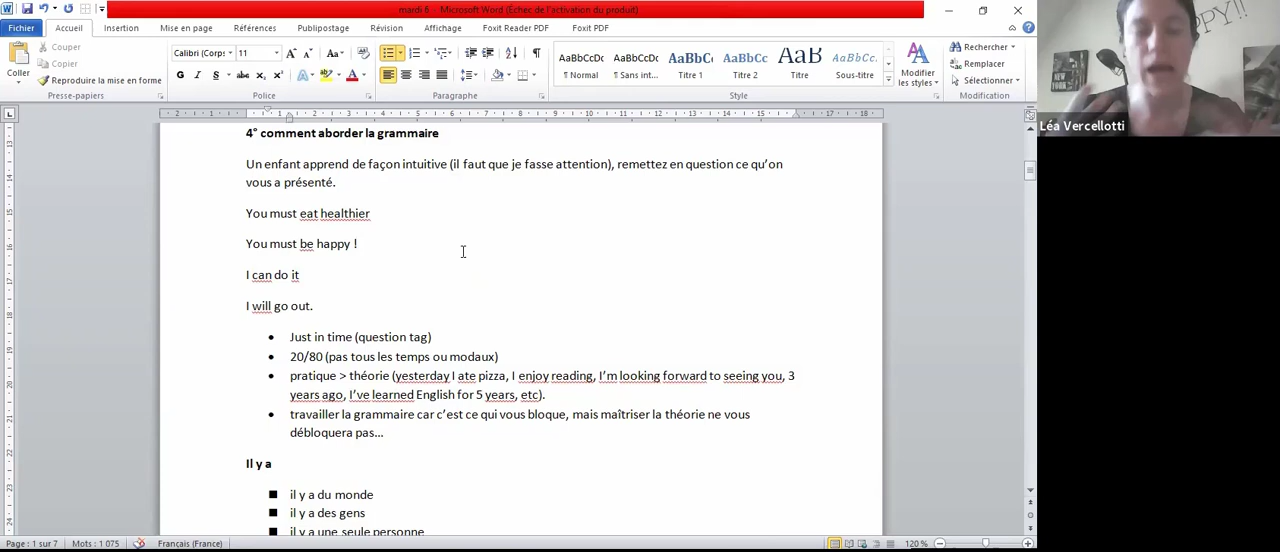 mardi 6 Microsoft Word (Échec de l'activation du produit)
Fichier Accueil Insertion Mise en page Références Publipostage Révision Affichage Foxit Reader PDF Foxit PDF
Coller
Couper
Copier
Reproduire la mise en forme
Presse-papiers
Calibri (Corps 11
Police
Paragraphe
AaBbCcDc AaBbCcDc AaBbC AaBbCc AaB AaBbCc.
¶ Normal ¶ Sans int... Titre 1 Titre 2 Titre Sous-titre
Modifier les styles
Style
Rechercher
Remplacer
Sélectionner
Modification
Léa Vercellotti
4° comment aborder la grammaire
Un enfant apprend de façon intuitive (il faut que je fasse attention), remettez en question ce qu'on
vous a présenté.
You must eat healthier
You must be happy !
I can do it
I will go out.
• Just in time (question tag)
• 20/80 (pas tous les temps ou modaux)
• pratique > théorie (yesterday I ate pizza, I enjoy reading, I'm looking forward to seeing you, 3
years ago, I've learned English for 5 years, etc).
• travailler la grammaire car c'est ce qui vous bloque, mais maîtriser la théorie ne vous
débloquera pas...
Il y a
■ il y a du monde
■ il y a des gens
■ il y a une seule personne
Page : 1 sur 7 Mots : 1 075 Français (France) 120 %